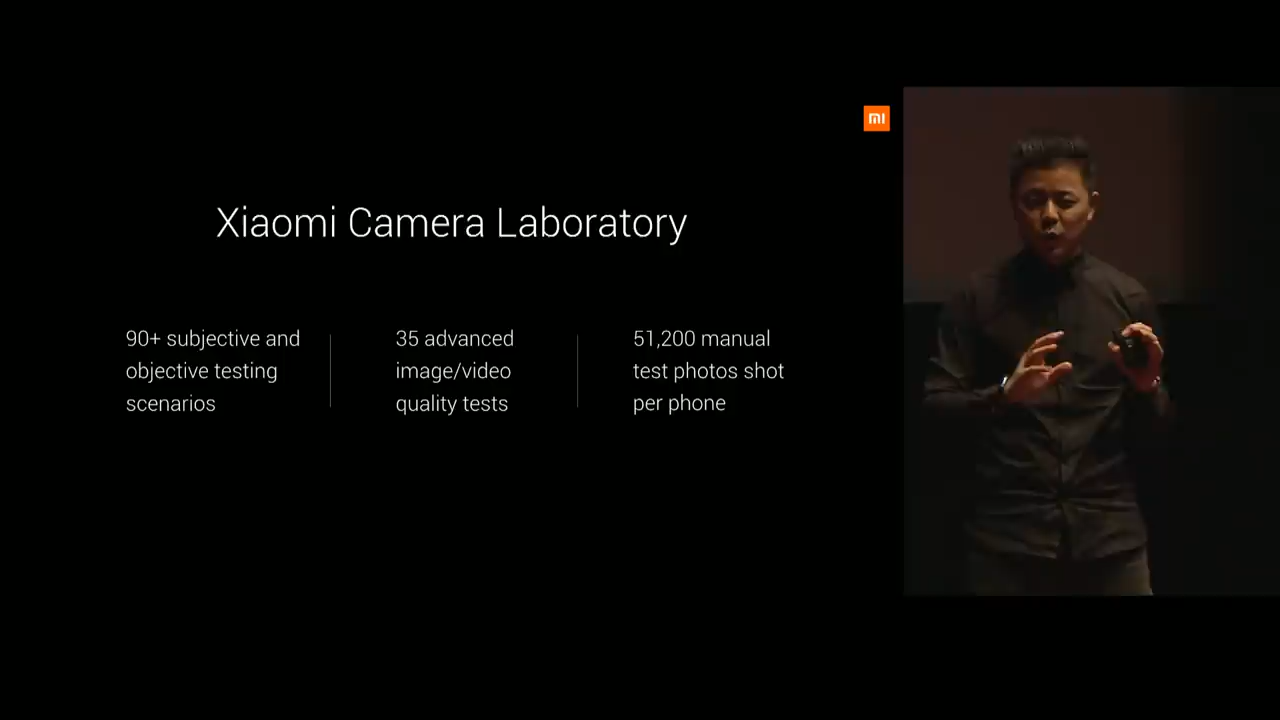 mi
Xiaomi Camera Laboratory
90+ subjective and
objective testing
scenarios
35 advanced
image/video
quality tests
51,200 manual
test photos shot
per phone